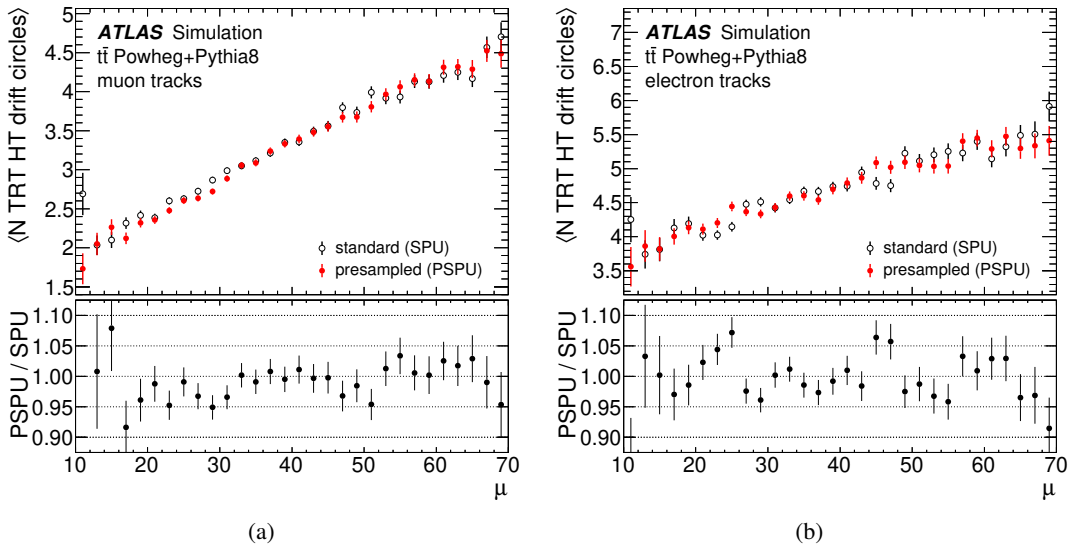 ⟨N TRT HT drift circles⟩
5
4.5
4
3.5
3
2.5
2
1.5
ATLAS Simulation
tt̄ Powheg+Pythia8
muon tracks
standard (SPU)
presampled (PSPU)
PSPU / SPU
1.10
1.05
1.00
0.95
0.90
10 20 30 40 50 60 70
μ
(a)
⟨N TRT HT drift circles⟩
7
6.5
6
5.5
5
4.5
4
3.5
ATLAS Simulation
tt̄ Powheg+Pythia8
electron tracks
standard (SPU)
presampled (PSPU)
PSPU / SPU
1.10
1.05
1.00
0.95
0.90
10 20 30 40 50 60 70
μ
(b)